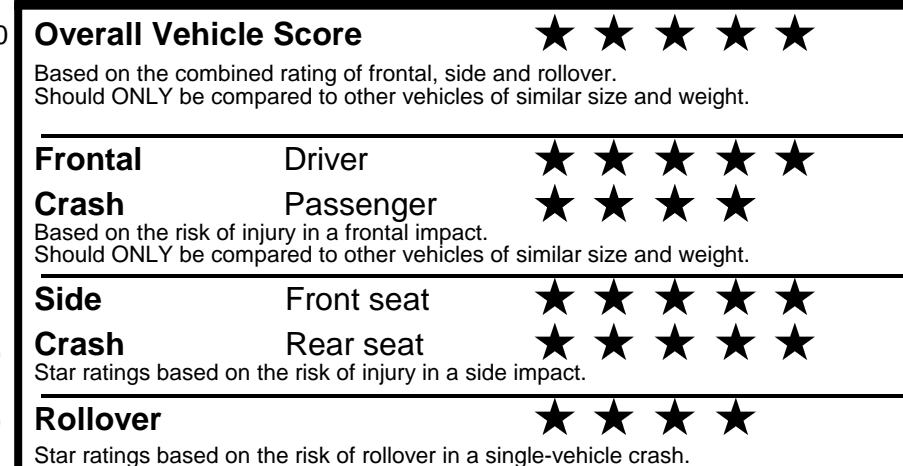 Overall Vehicle Score ★ ★ ★ ★ ★
Based on the combined rating of frontal, side and rollover.
Should ONLY be compared to other vehicles of similar size and weight.
Frontal Driver ★ ★ ★ ★ ★
Crash Passenger ★ ★ ★ ★
Based on the risk of injury in a frontal impact.
Should ONLY be compared to other vehicles of similar size and weight.
Side Front seat ★ ★ ★ ★ ★
Crash Rear seat ★ ★ ★ ★ ★
Star ratings based on the risk of injury in a side impact.
Rollover ★ ★ ★ ★
Star ratings based on the risk of rollover in a single-vehicle crash.